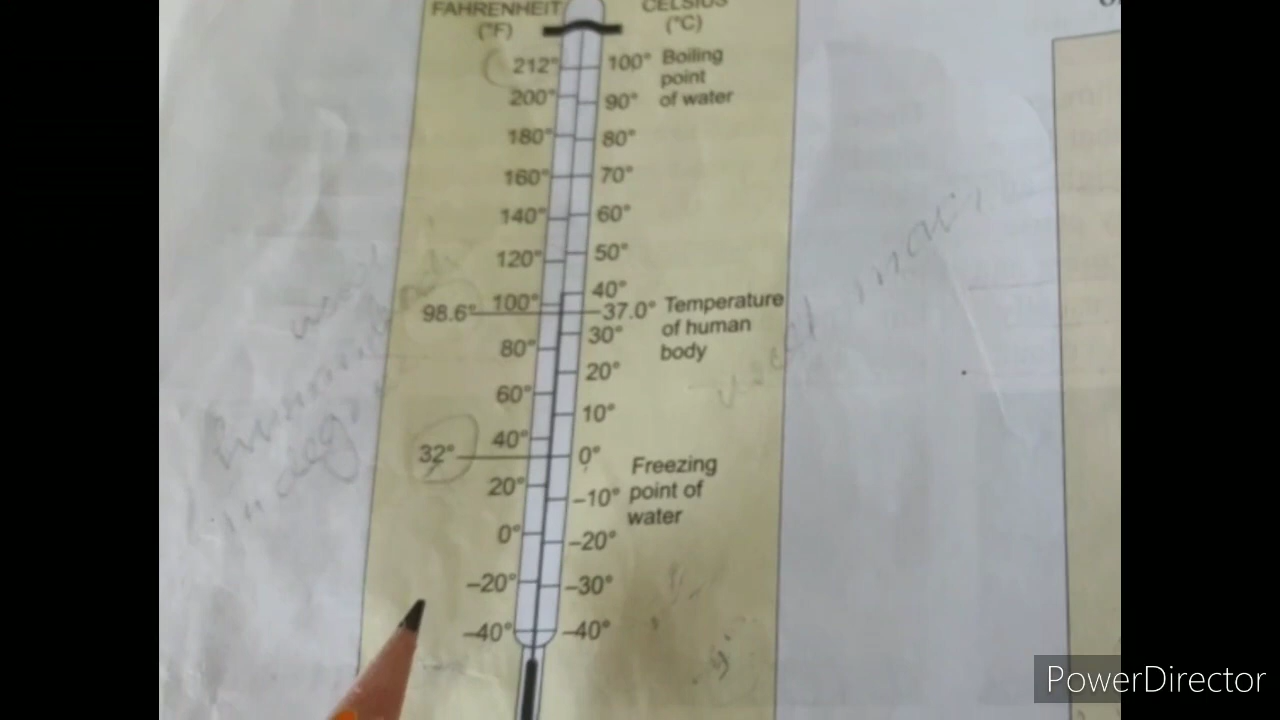 FAHRENHEIT
(°F)
CELSIUS
(°C)
212° 100° Boiling
point
of water
200° 90°
180° 80°
160° 70°
140° 60°
120° 50°
100° 40°
98.6° 37.0° Temperature
of human
body
80° 30°
60° 20°
10°
40°
32° 0° Freezing
point of
water
20° –10°
0° –20°
–20° –30°
–40° –40°
PowerDirector